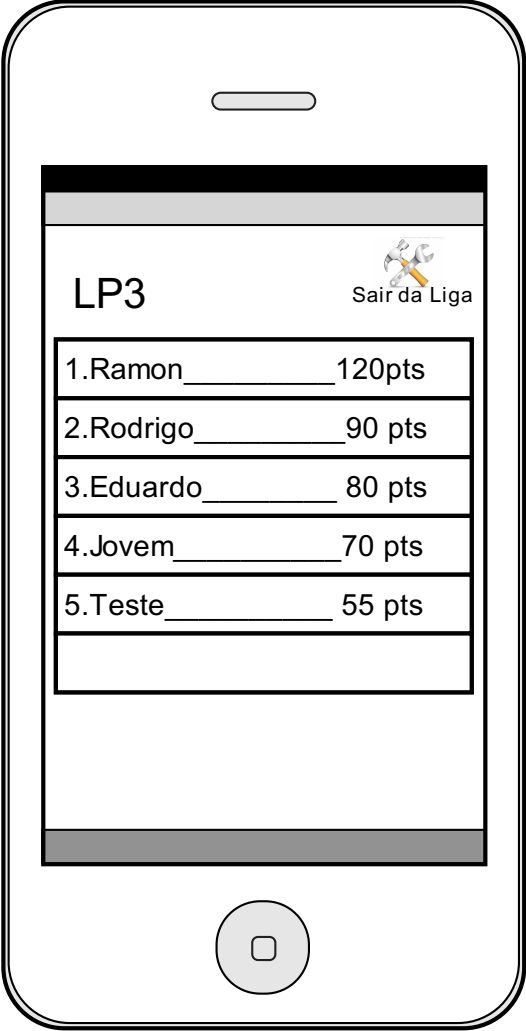 LP3
Sair da Liga
1.Ramon_________120pts
2.Rodrigo_________90 pts
3.Eduardo________ 80 pts
4.Jovem__________70 pts
5.Teste__________ 55 pts